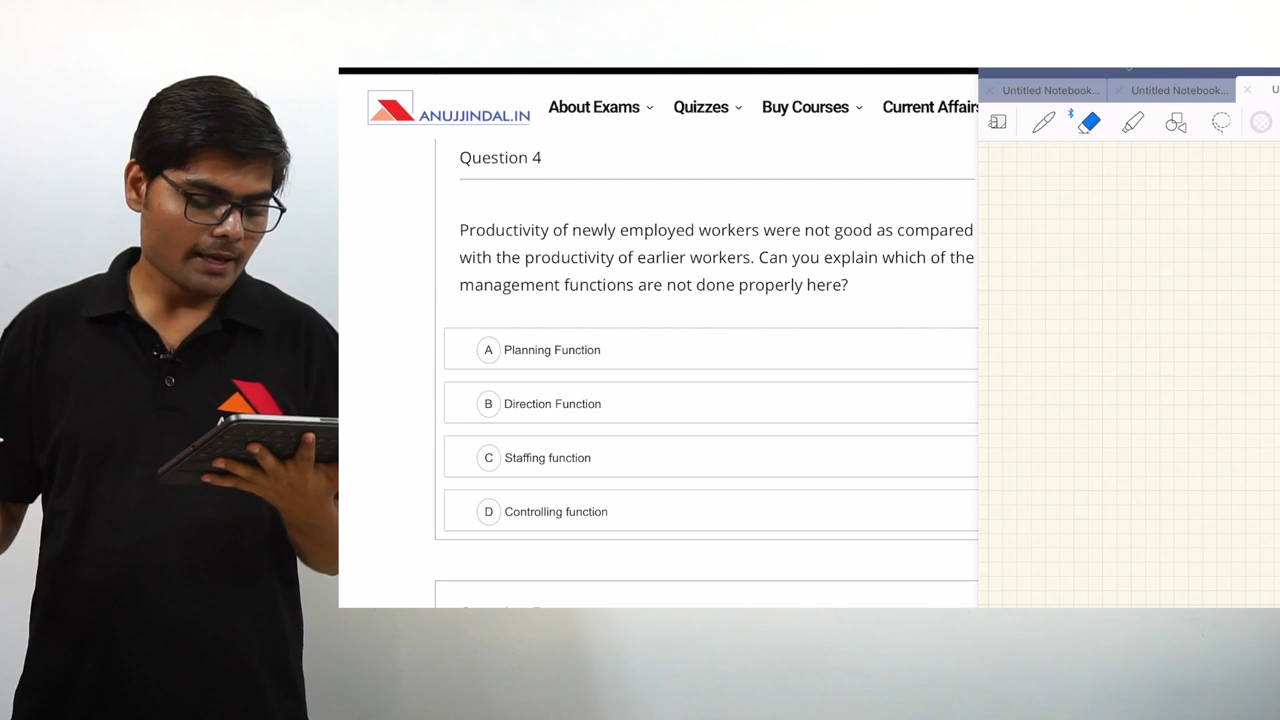 ANUJJINDAL.IN
About Exams
Quizzes
Buy Courses
Current Affairs
Untitled Notebook...
Untitled Notebook...
U
Question 4
Productivity of newly employed workers were not good as compared
with the productivity of earlier workers. Can you explain which of the
management functions are not done properly here?
A Planning Function
B Direction Function
C Staffing function
D Controlling function